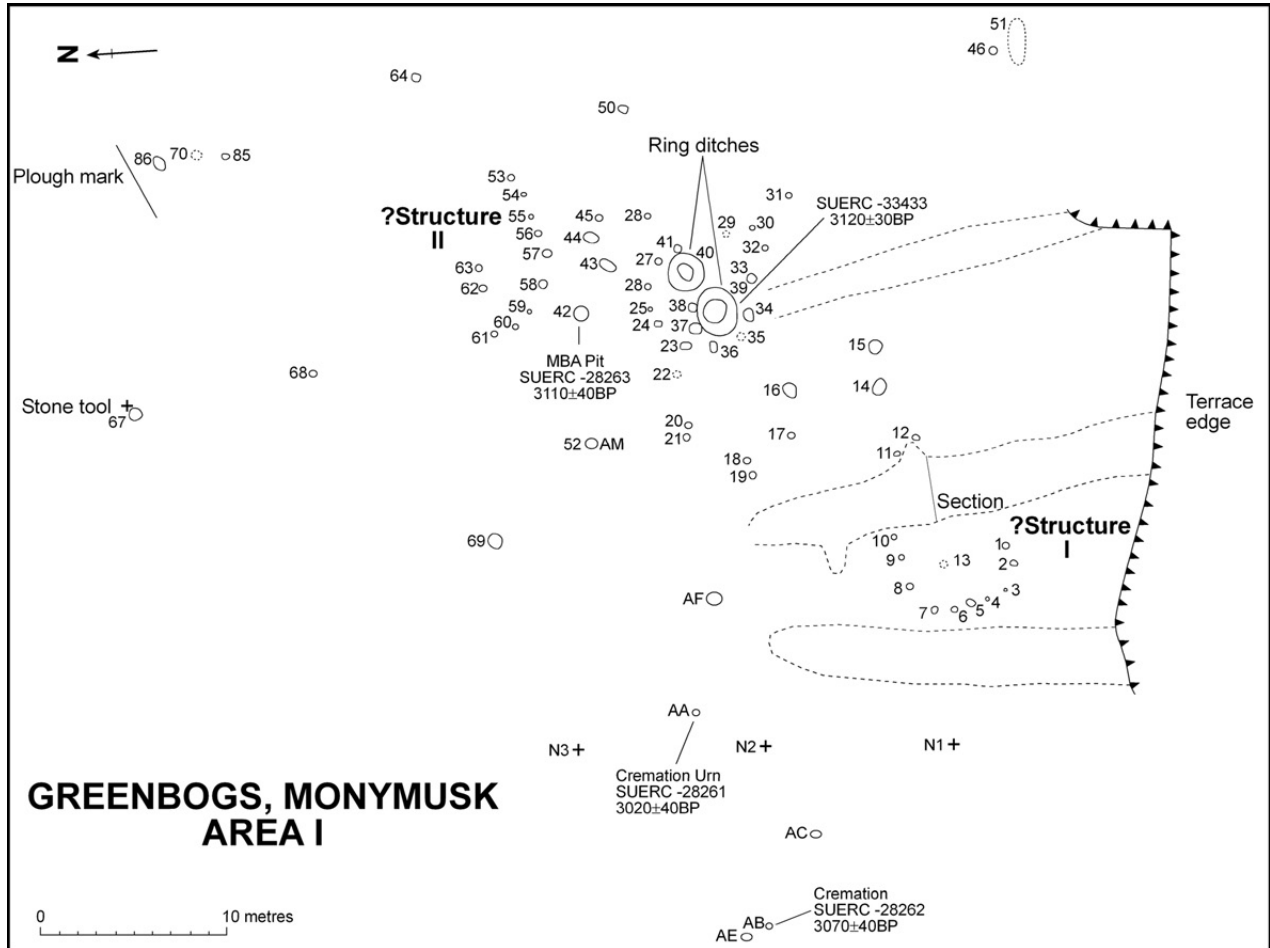 51
46
N
64
50
Ring ditches
86
70
85
Plough mark
53
54
31
SUERC -33433
3120±30BP
?Structure
II
55
45
28
29
30
56
44
41
40
32
57
43
27
63
33
62
58
28
39
59
42
25
38
34
60
24
37
35
61
23
36
15
MBA Pit
SUERC -28263
3110±40BP
68
22
16
14
Stone tool
67
Terrace
edge
20
21
17
12
52
AM
11
18
19
Section
?Structure
I
69
10
1
9
13
2
8
3
AF
4
7
6
5
AA
N3
N2
N1
Cremation Urn
SUERC -28261
3020±40BP
GREENBOGS, MONYMUSK
AREA I
AC
0
10 metres
Cremation
SUERC -28262
3070±40BP
AB
AE